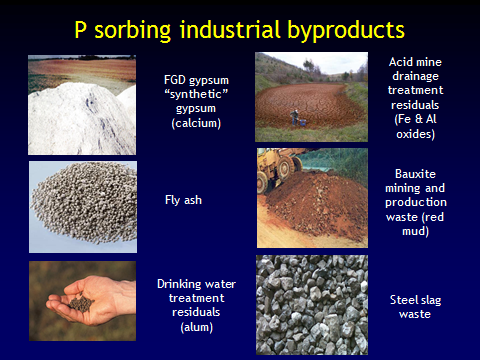 P sorbing industrial byproducts
FGD gypsum
“synthetic”
gypsum
(calcium)
Fly ash
Drinking water
treatment
residuals
(alum)
Acid mine
drainage
treatment
residuals
(Fe & Al
oxides)
Bauxite
mining and
production
waste (red
mud)
Steel slag
waste